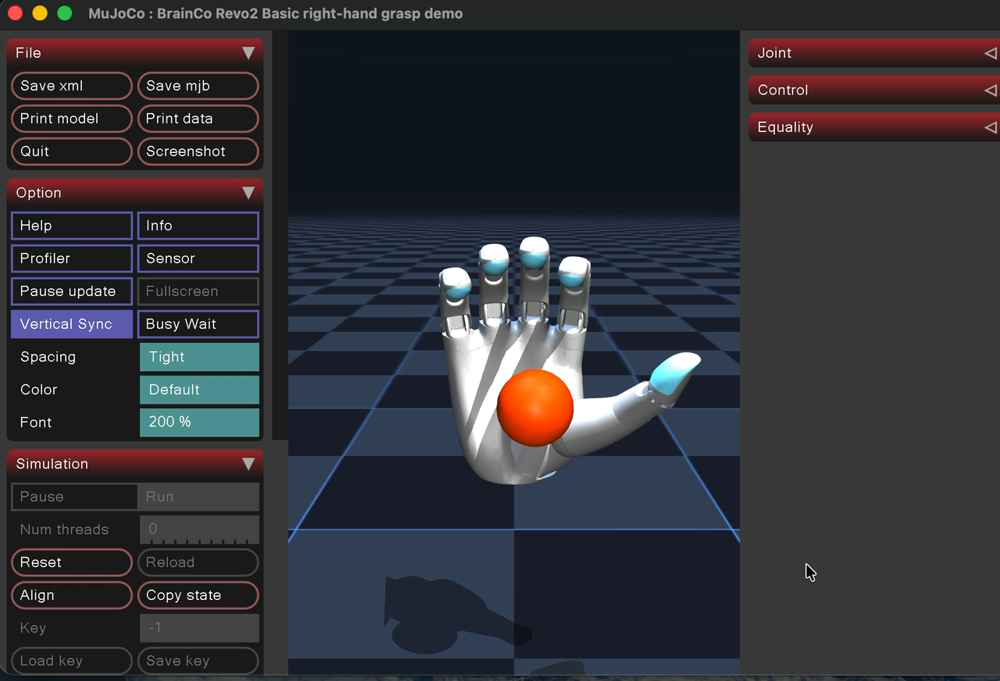 MuJoCo : BrainCo Revo2 Basic right-hand grasp demo
File
Save xml
Save mjb
Print model
Print data
Quit
Screenshot
Option
Help
Info
Profiler
Sensor
Pause update
Fullscreen
Vertical Sync
Busy Wait
Spacing
Tight
Color
Default
Font
200 %
Simulation
Pause
Run
Num threads
0
Reset
Reload
Align
Copy state
Key
-1
Load key
Save key
Joint
Control
Equality